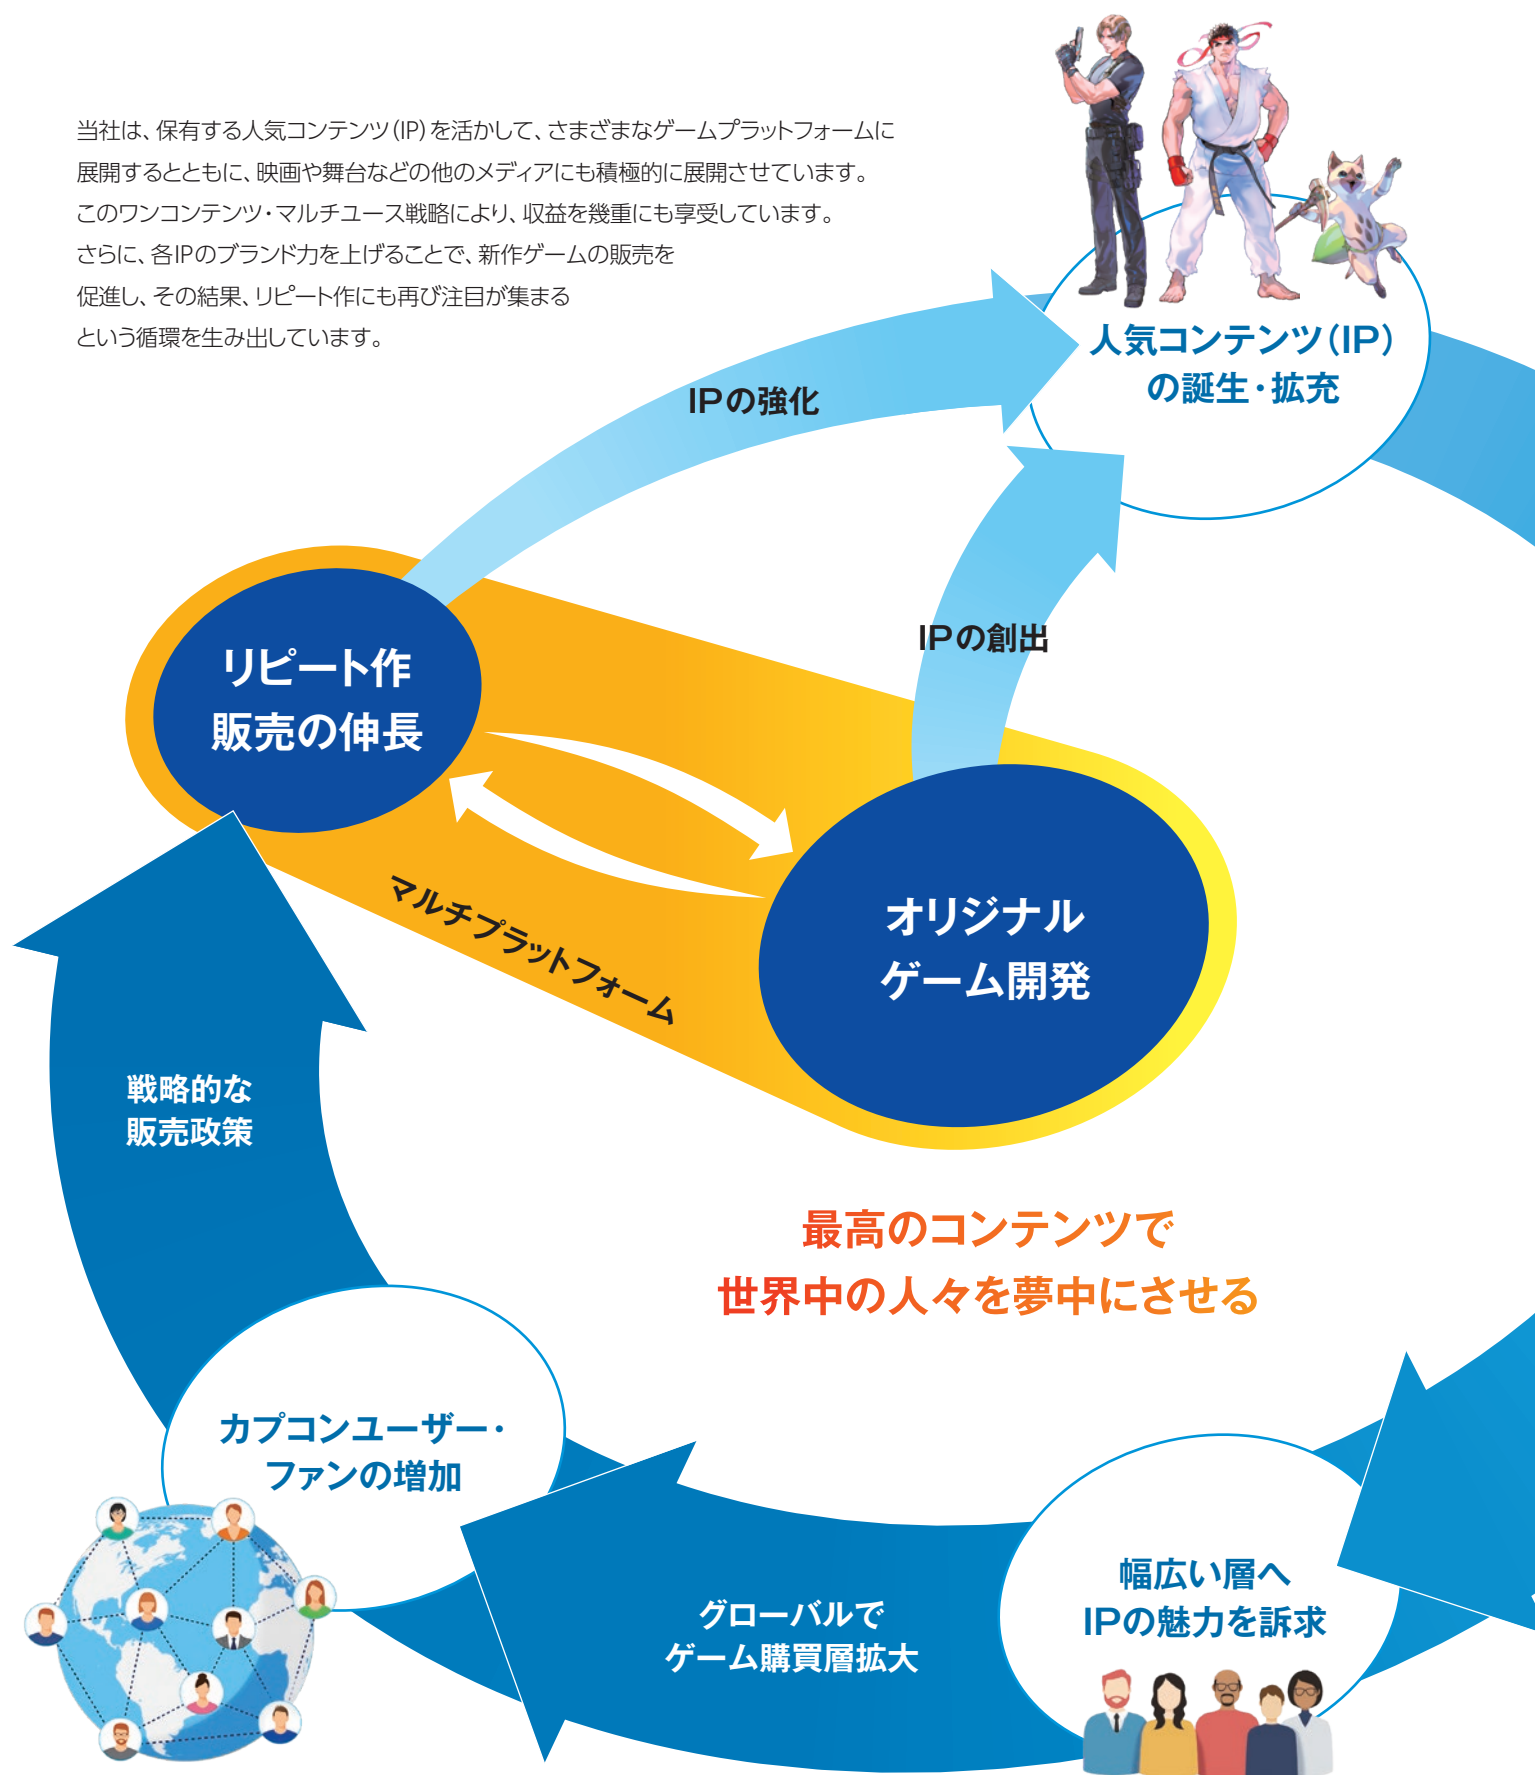 当社は、保有する人気コンテンツ(IP)を活かして、さまざまなゲームプラットフォームに
展開するとともに、映画や舞台などの他のメディアにも積極的に展開させています。
このワンコンテンツ・マルチユース戦略により、収益を幾重にも享受しています。
さらに、各IPのブランド力を上げることで、新作ゲームの販売を
促進し、その結果、リピート作にも再び注目が集まる
という循環を生み出しています。
人気コンテンツ(IP)
の誕生・拡充
IPの強化
IPの創出
リピート作
販売の伸長
マルチプラットフォーム
オリジナル
ゲーム開発
戦略的な
販売政策
最高のコンテンツで
世界中の人々を夢中にさせる
カプコンユーザー・
ファンの増加
グローバルで
ゲーム購買層拡大
幅広い層へ
IPの魅力を訴求